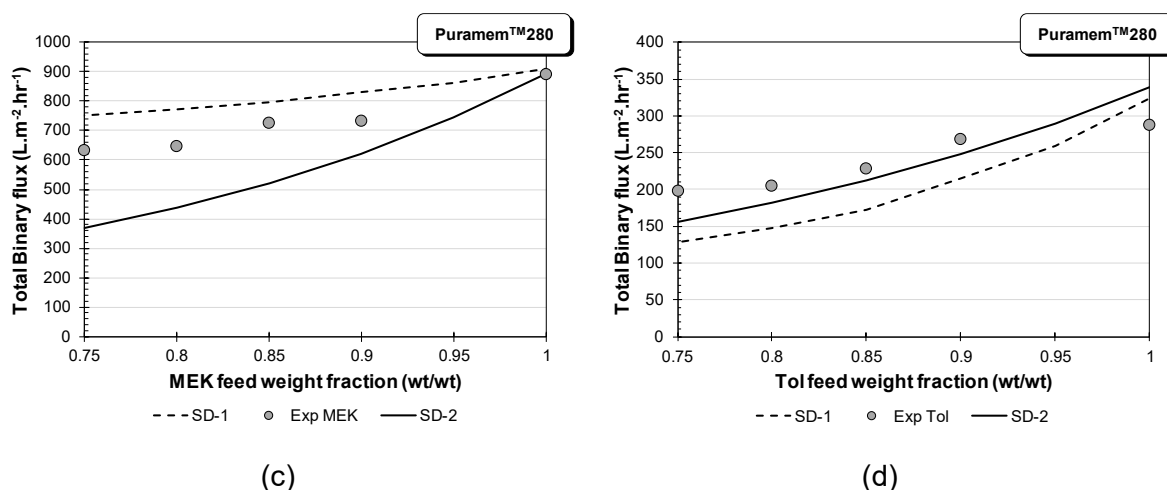 Puramem™280
1000
900
800
700
600
500
400
300
200
100
0
0.75 0.8 0.85 0.9 0.95 1
Total Binary flux (L.m-2.hr-1)
MEK feed weight fraction (wt/wt)
SD-1 Exp MEK SD-2
(c)
Puramem™280
400
350
300
250
200
150
100
50
0
0.75 0.8 0.85 0.9 0.95 1
Total Binary flux (L.m-2.hr-1)
Tol feed weight fraction (wt/wt)
SD-1 Exp Tol SD-2
(d)